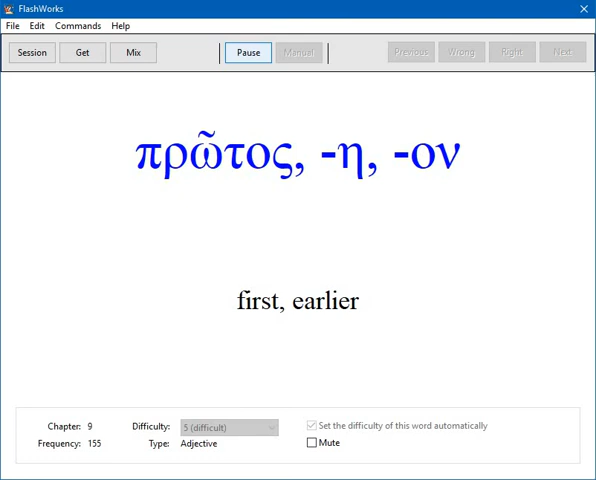 FlashWorks
File Edit Commands Help
Session Get Mix Pause Manual Previous Wrong Right Next
πρῶτος, -η, -ον
first, earlier
Chapter: 9 Difficulty: 5 (difficult) Set the difficulty of this word automatically
Frequency: 155 Type: Adjective Mute